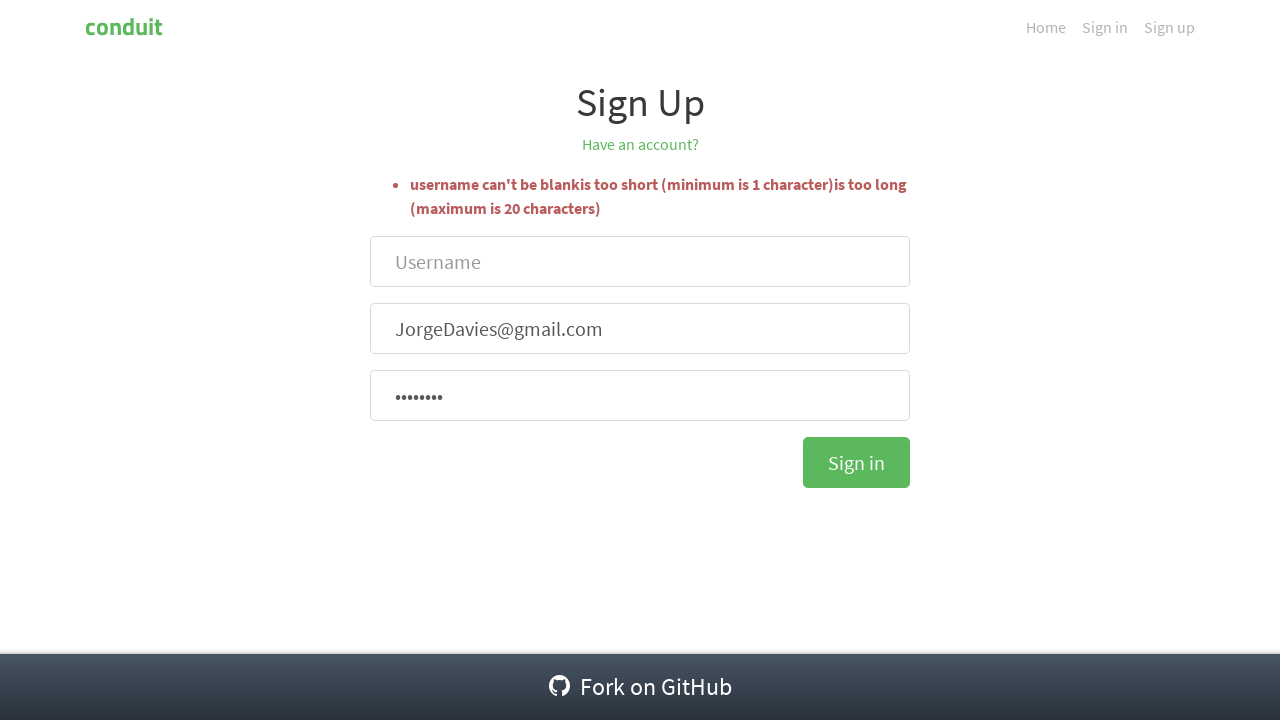 conduit
Home Sign in Sign up
Sign Up
Have an account?
username can't be blankis too short (minimum is 1 character)is too long
(maximum is 20 characters)
Username
JorgeDavies@gmail.com
••••••••
Sign in
Fork on GitHub